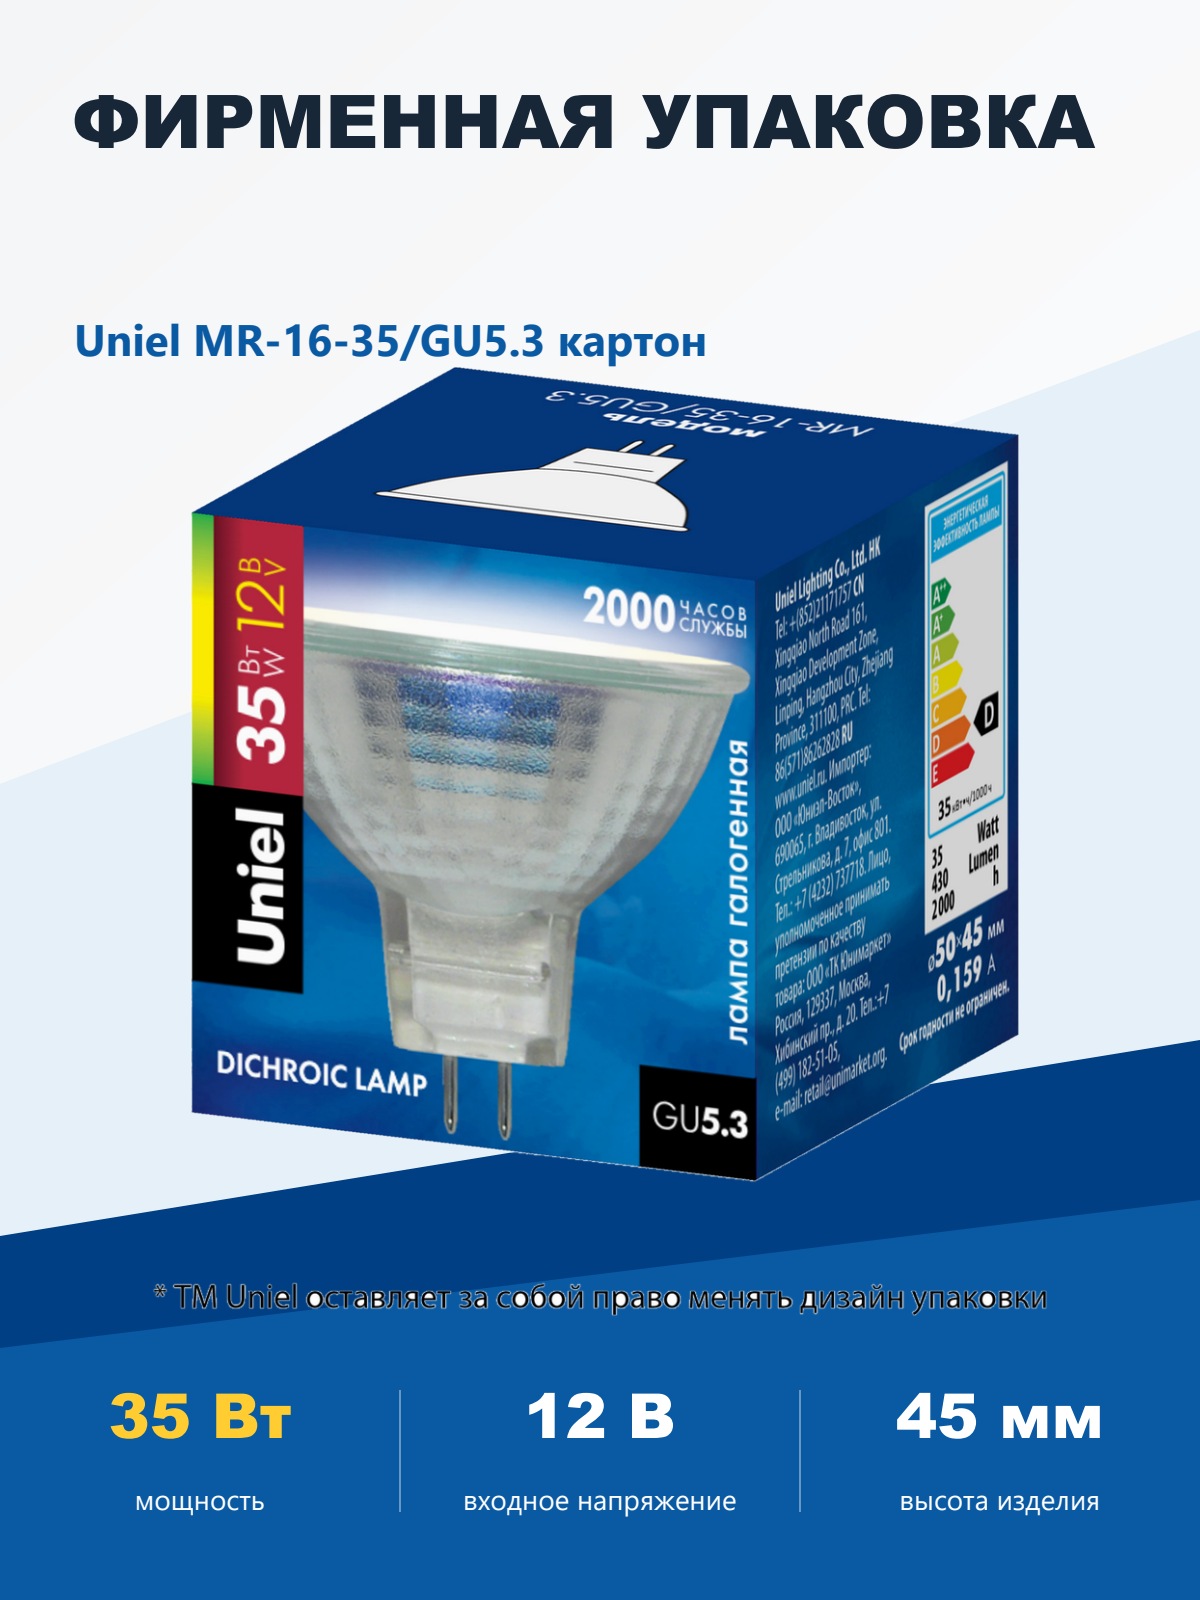 ФИРМЕННАЯ УПАКОВКА
Uniel MR-16-35/GU5.3 картон
MR-16-35/GU5.3
модель
35 Вт W 12 В V
Uniel
2000 ЧАСОВ СЛУЖБЫ
лампа галогенная
DICHROIC LAMP
GU5.3
Uniel Lighting Co., Ltd. HK
Tel: +(852)21171757 CN
Xingqiao North Road 161,
Xingqiao Development Zone,
Linping, Hangzhou City, Zhejiang
Province, 311100, PRC. Tel:
86(571)86262828 RU
www.uniel.ru. Импортер:
ООО «Юниэл-Восток»,
690065, г. Владивосток, ул.
Стрельникова, д. 7, офис 801.
Тел.: +7 (4232) 737718. Лицо,
уполномоченное принимать
претензии по качеству
товара: ООО «ТК Юнимаркет»
Россия, 129337, Москва,
Хибинский пр., д. 20. Тел.:+7
(499) 182-51-05,
e-mail: retail@unimarket.org.
ЭНЕРГЕТИЧЕСКАЯ
ЭФФЕКТИВНОСТЬ ЛАМПЫ
A++
A+
A
B
C
D
E
D
35 кВт*ч/1000 ч
35 Watt
430 Lumen
2000 h
ø50×45 мм
0,159 А
Срок годности не ограничен.
* ТМ Uniel оставляет за собой право менять дизайн упаковки
35 Вт
мощность
12 В
входное напряжение
45 мм
высота изделия